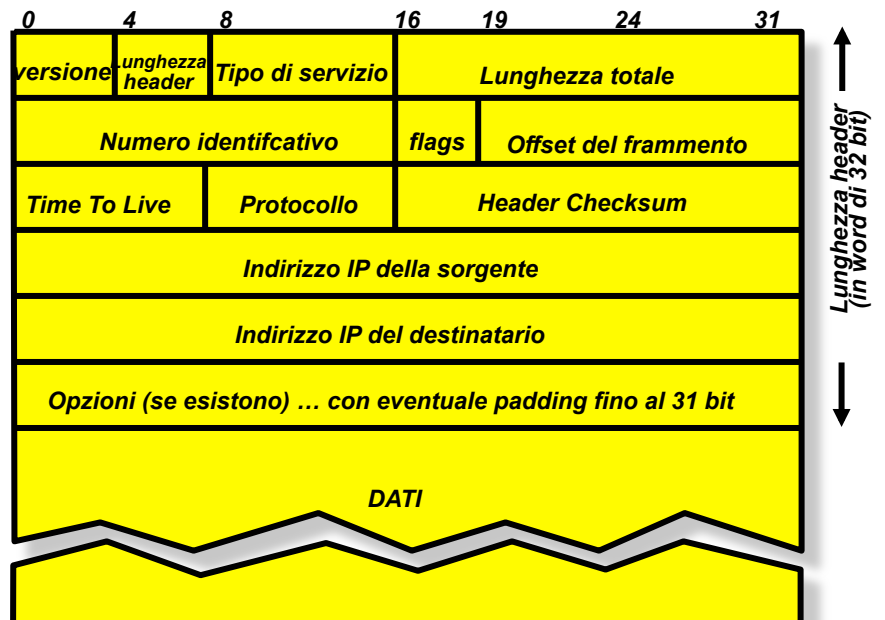 0 4 8 16 19 24 31
versione
Lunghezza
header
Tipo di servizio
Lunghezza totale
Numero identifcativo
flags
Offset del frammento
Time To Live
Protocollo
Header Checksum
Indirizzo IP della sorgente
Indirizzo IP del destinatario
Opzioni (se esistono) … con eventuale padding fino al 31 bit
DATI
Lunghezza header
(in word di 32 bit)